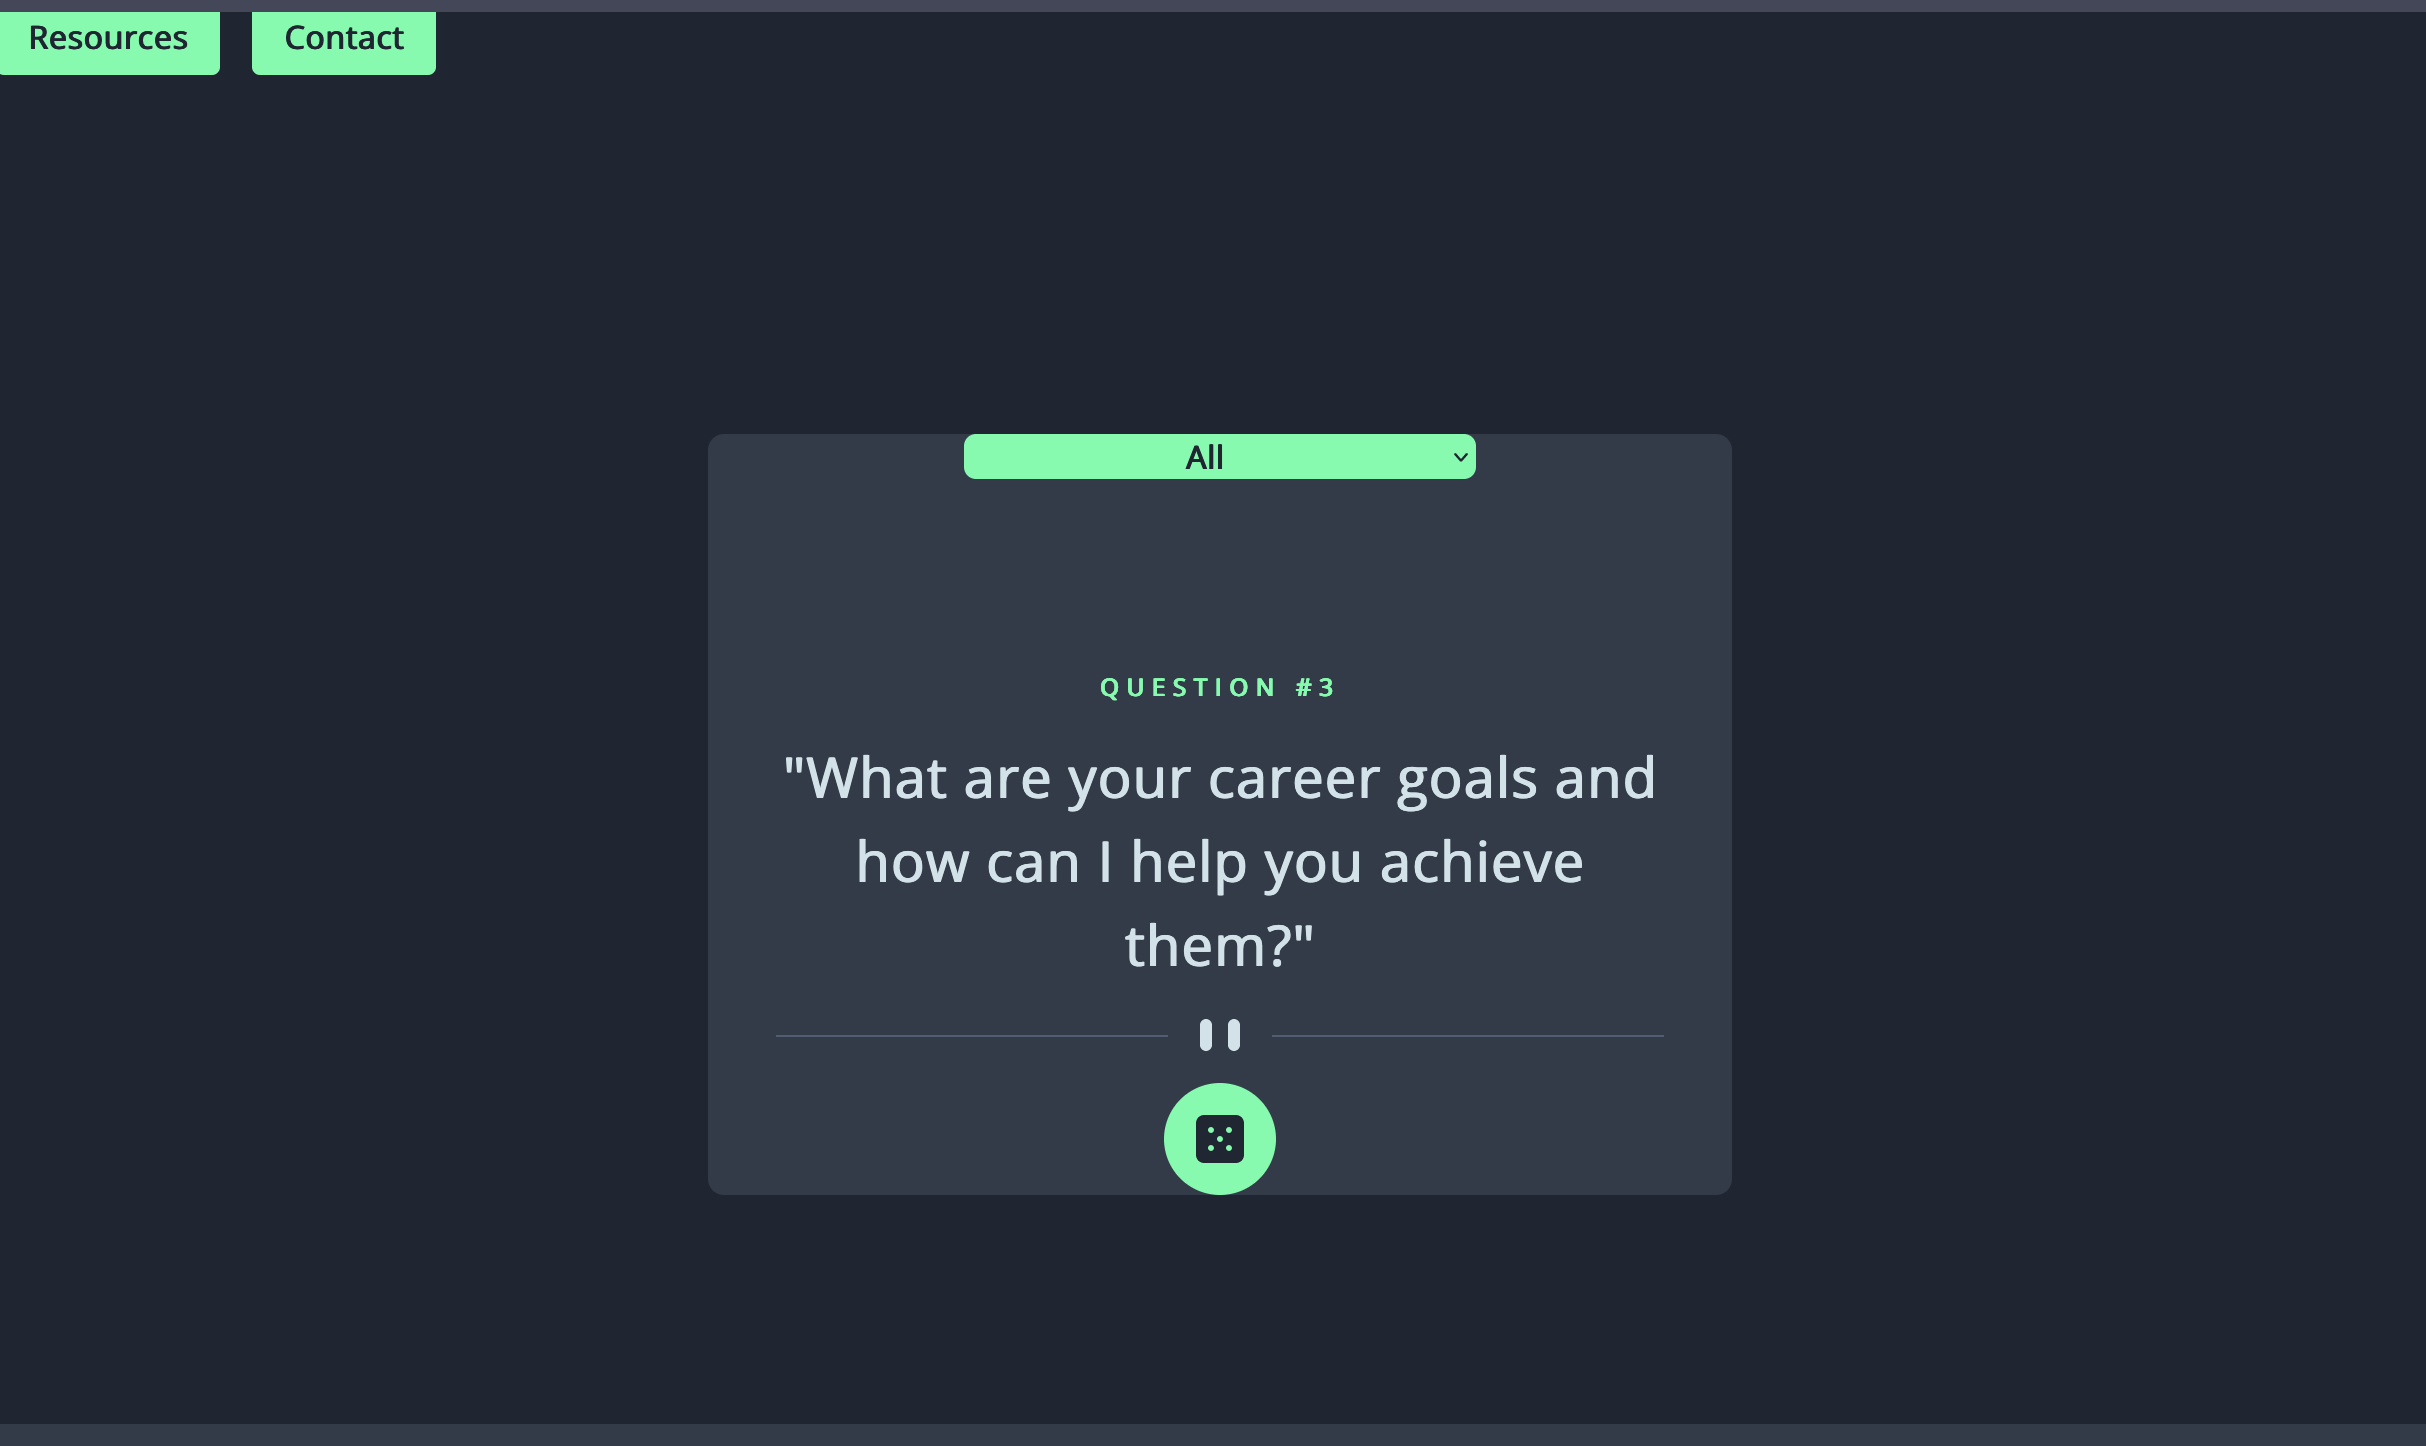 Resources Contact
All
QUESTION #3
"What are your career goals and
how can I help you achieve
them?"